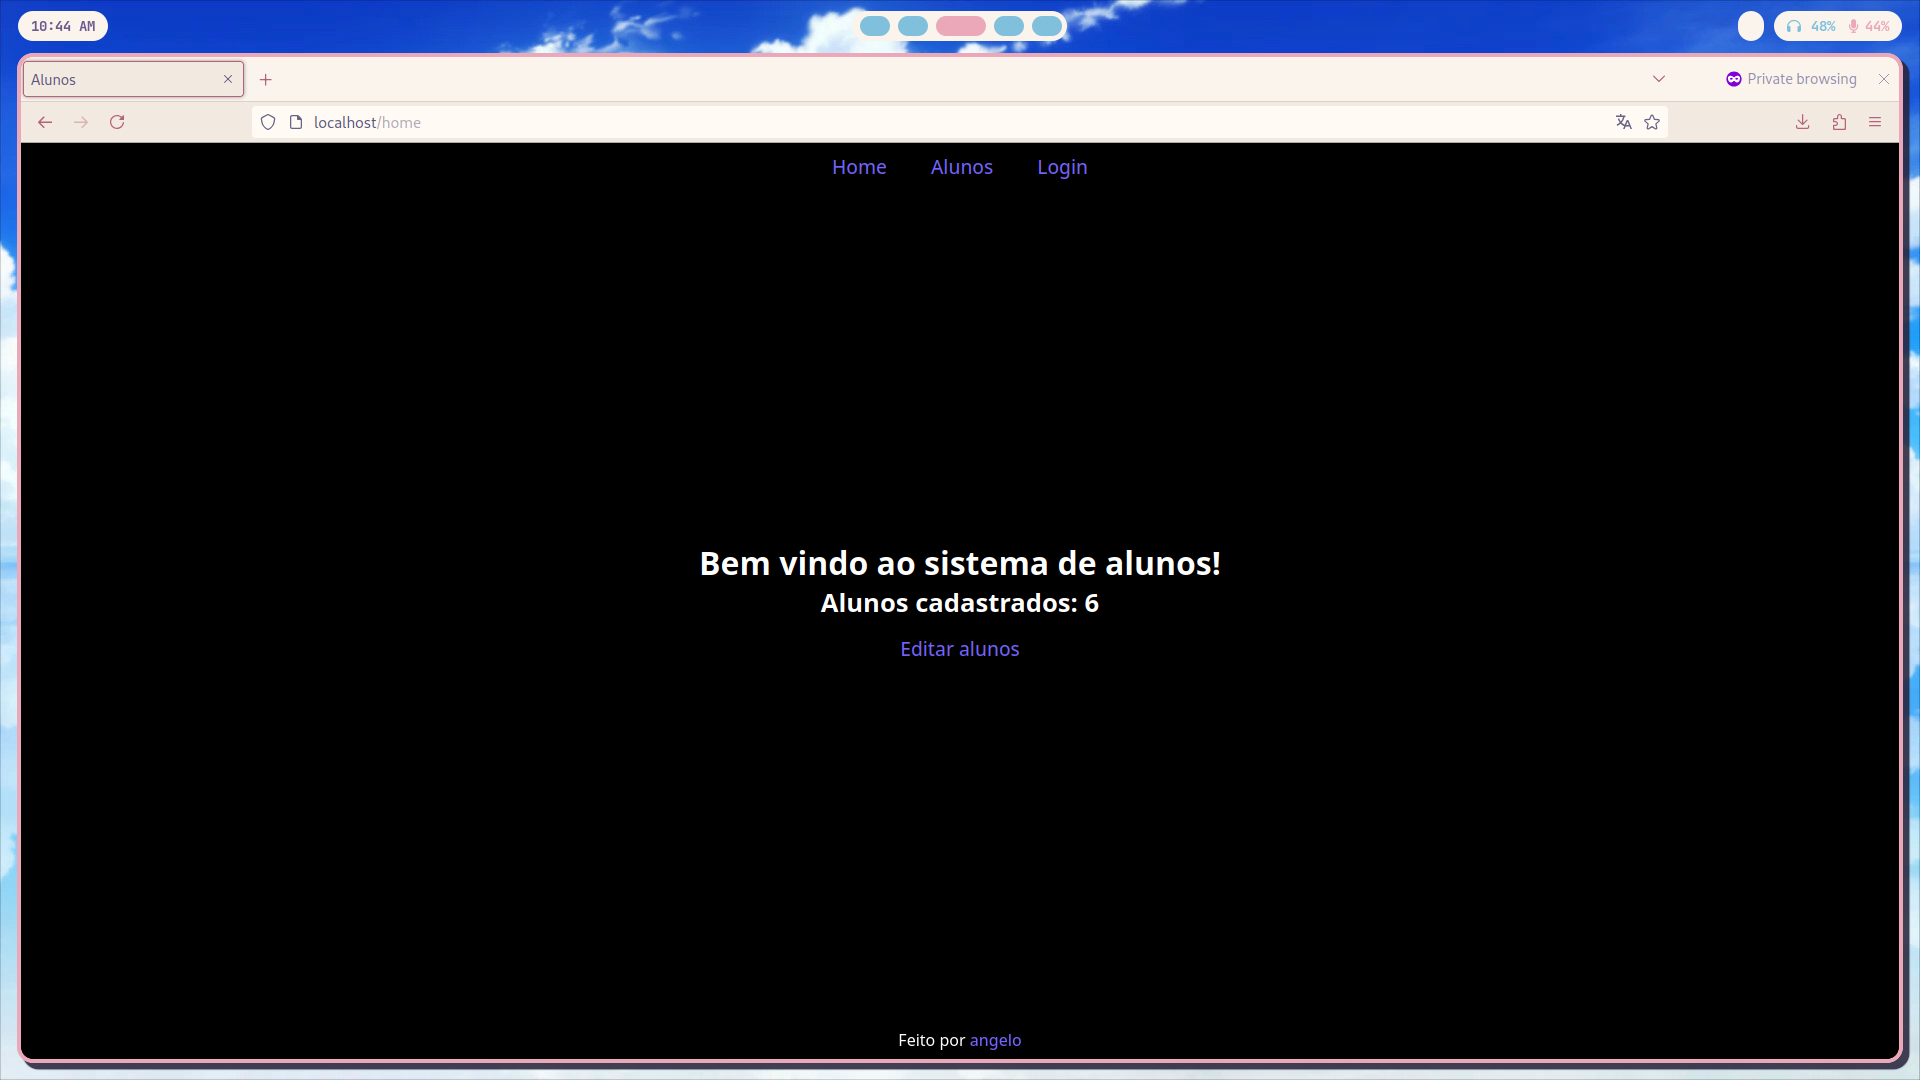 10:44 AM
48% 44%
Alunos
Private browsing
localhost/home
Home Alunos Login
Bem vindo ao sistema de alunos!
Alunos cadastrados: 6
Editar alunos
Feito por angelo